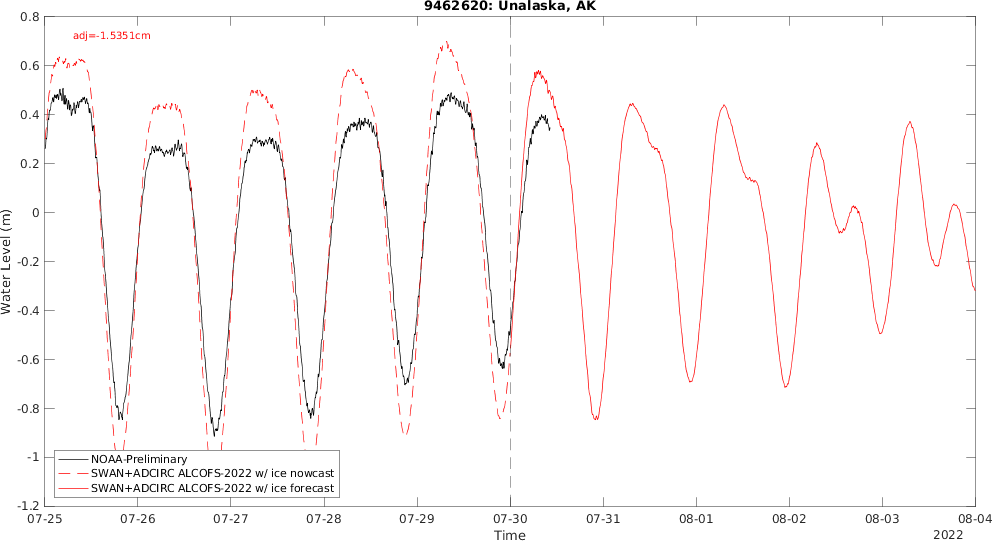 9462620: Unalaska, AK
adj=-1.5351cm
Water Level (m)
0.8
0.6
0.4
0.2
0
-0.2
-0.4
-0.6
-0.8
-1
-1.2
NOAA-Preliminary
SWAN+ADCIRC ALCOFS-2022 w/ ice nowcast
SWAN+ADCIRC ALCOFS-2022 w/ ice forecast
07-25 07-26 07-27 07-28 07-29 07-30 07-31 08-01 08-02 08-03 08-04
Time
2022